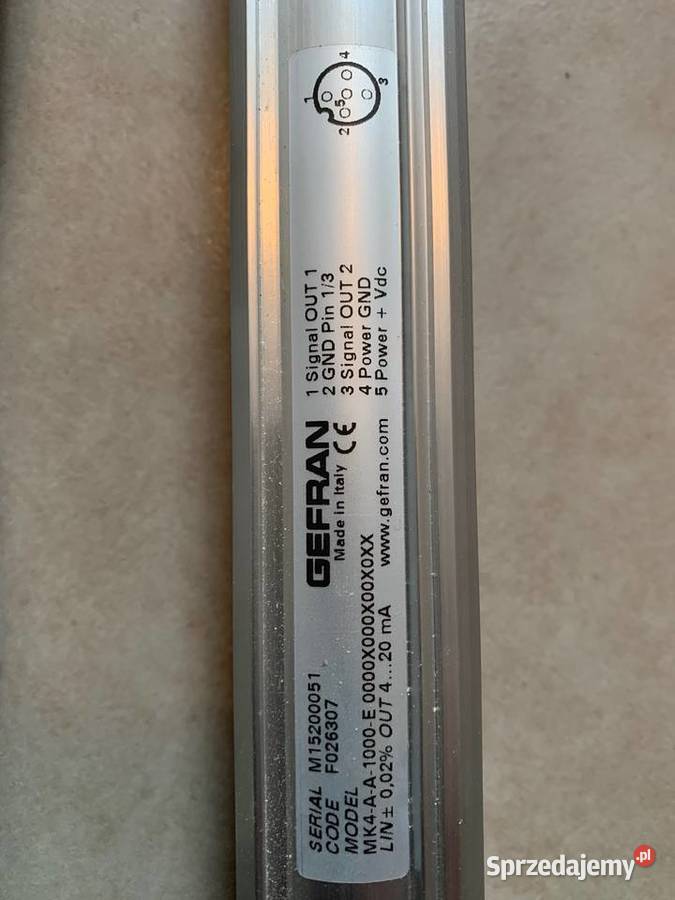 SERIAL M15200051
CODE F026307
MODEL
MK4-A-A-1000-E 0000X000X00X0XX
LIN ± 0,02% OUT 4...20 mA
GEFRAN
Made in Italy CE
www.gefran.com
1 Signal OUT 1
2 GND Pin 1/3
3 Signal OUT 2
4 Power GND
5 Power + Vdc
1
4
5
2
3
Sprzedajemy.pl